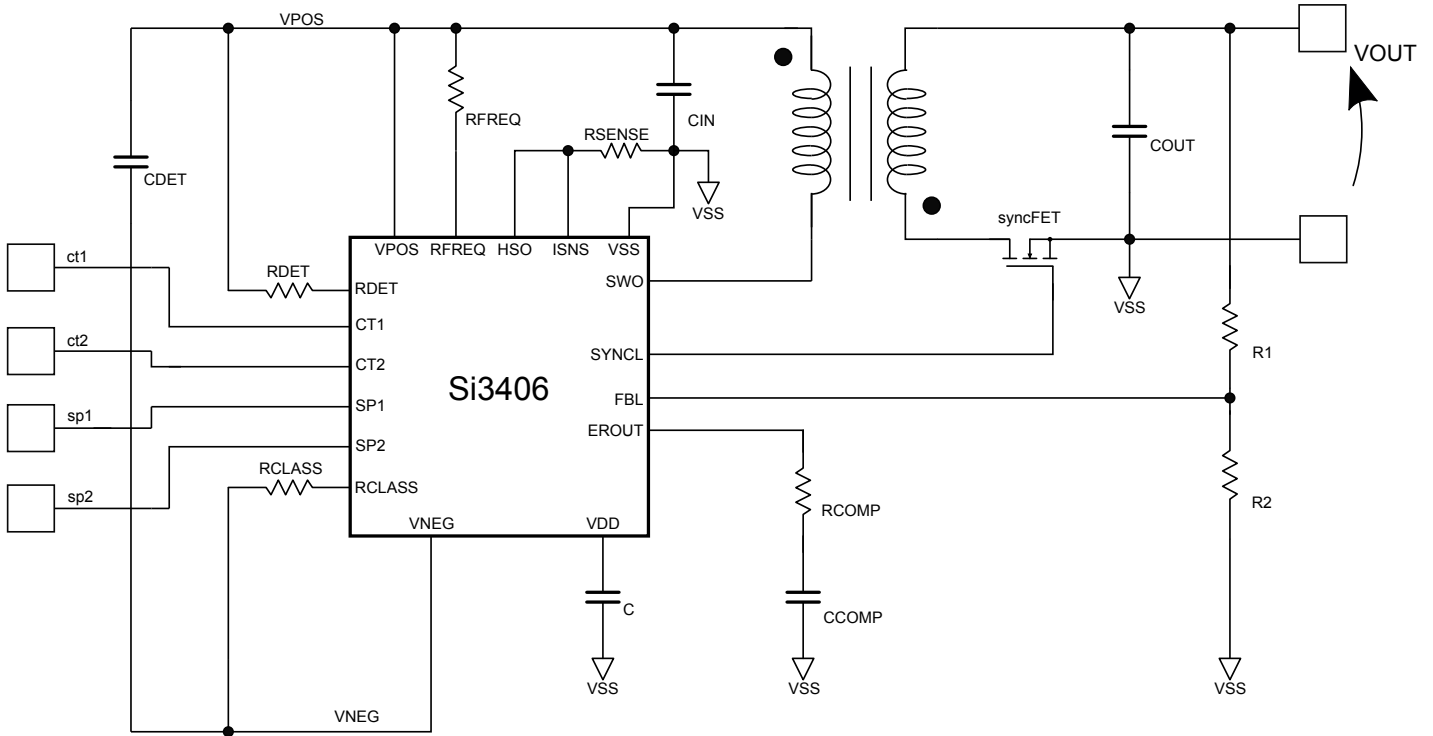 VPOS
VOUT
RFREQ
CIN
RSENSE
COUT
CDET
VSS
syncFET
VPOS
RFREQ
HSO
ISNS
VSS
ct1
RDET
RDET
SWO
VSS
CT1
ct2
CT2
SYNCL
R1
Si3406
sp1
SP1
FBL
SP2
EROUT
RCLASS
sp2
RCLASS
RCOMP
R2
VNEG
VDD
C
CCOMP
VSS
VSS
VSS
VNEG